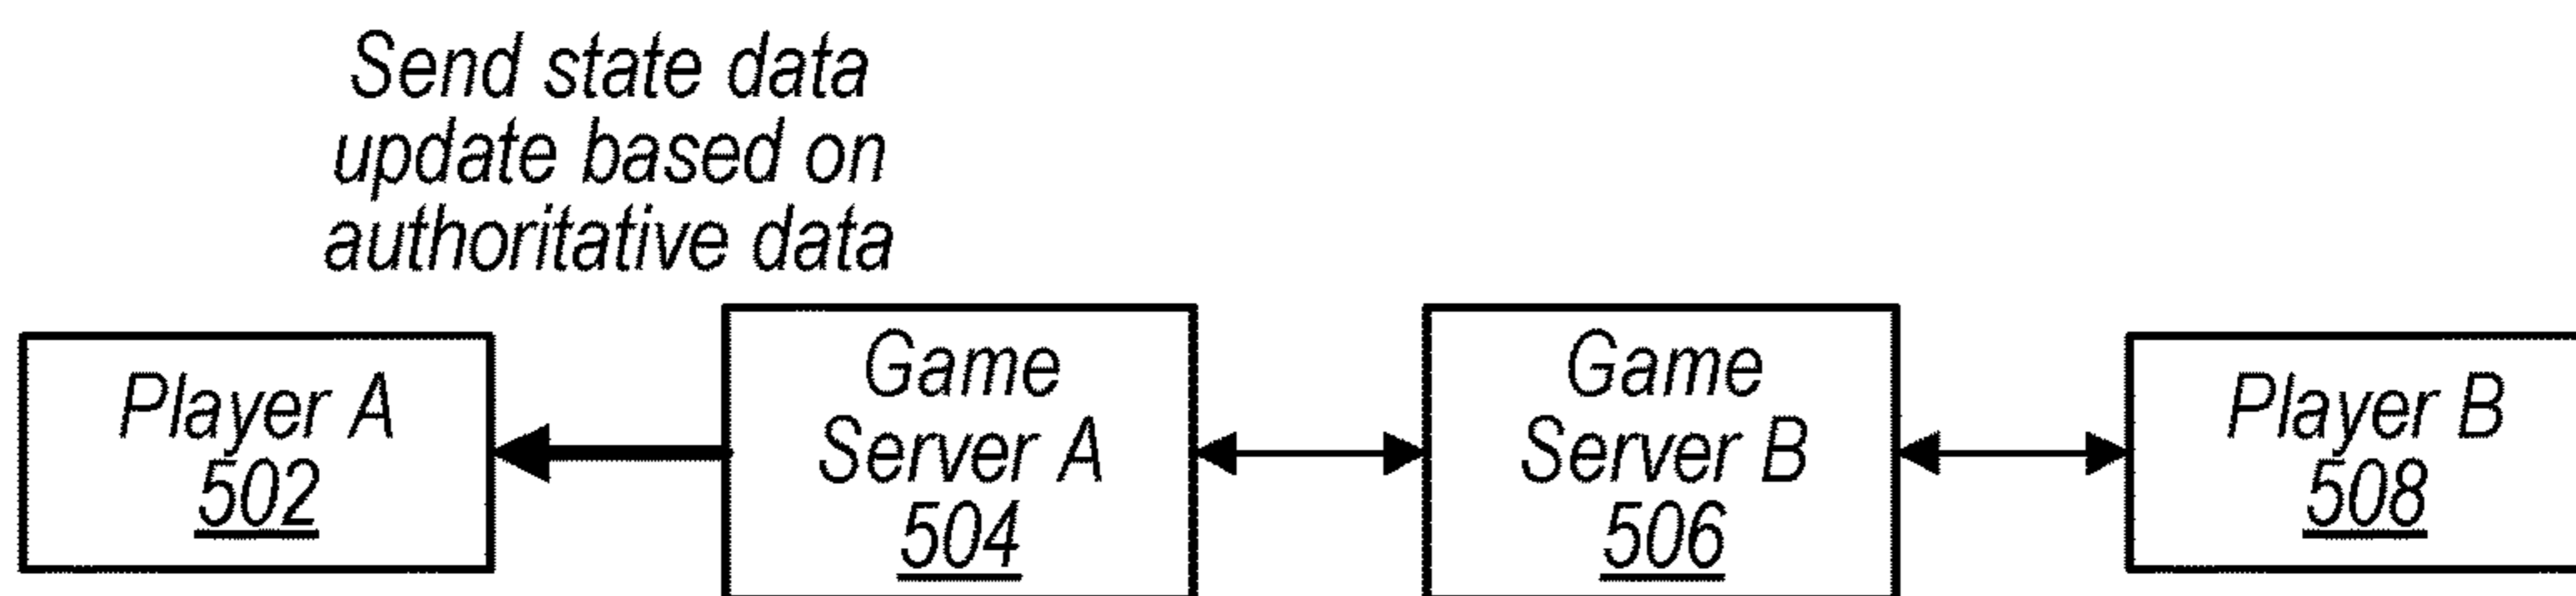 Send state data
update based on
authoritative data
Player A
502
Game
Server A
504
Game
Server B
506
Player B
508